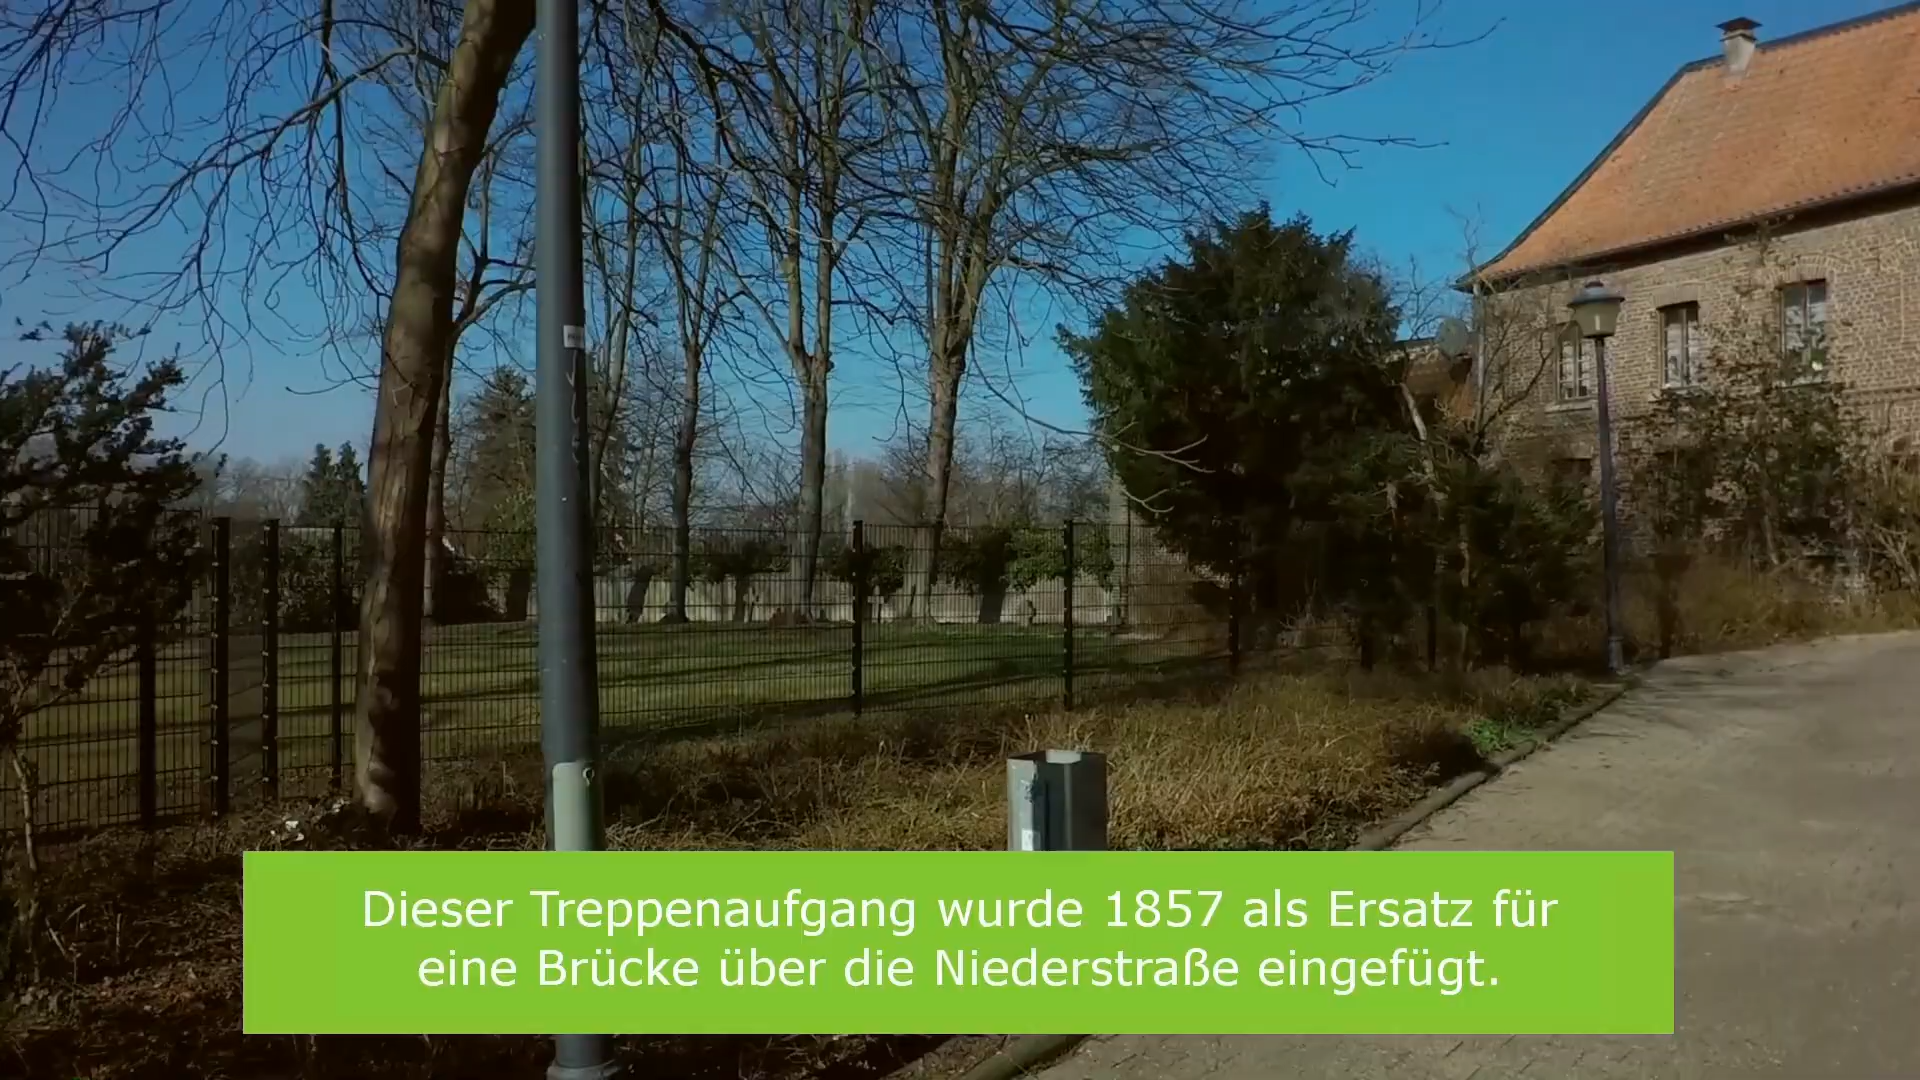 Dieser Treppenaufgang wurde 1857 als Ersatz für
eine Brücke über die Niederstraße eingefügt.